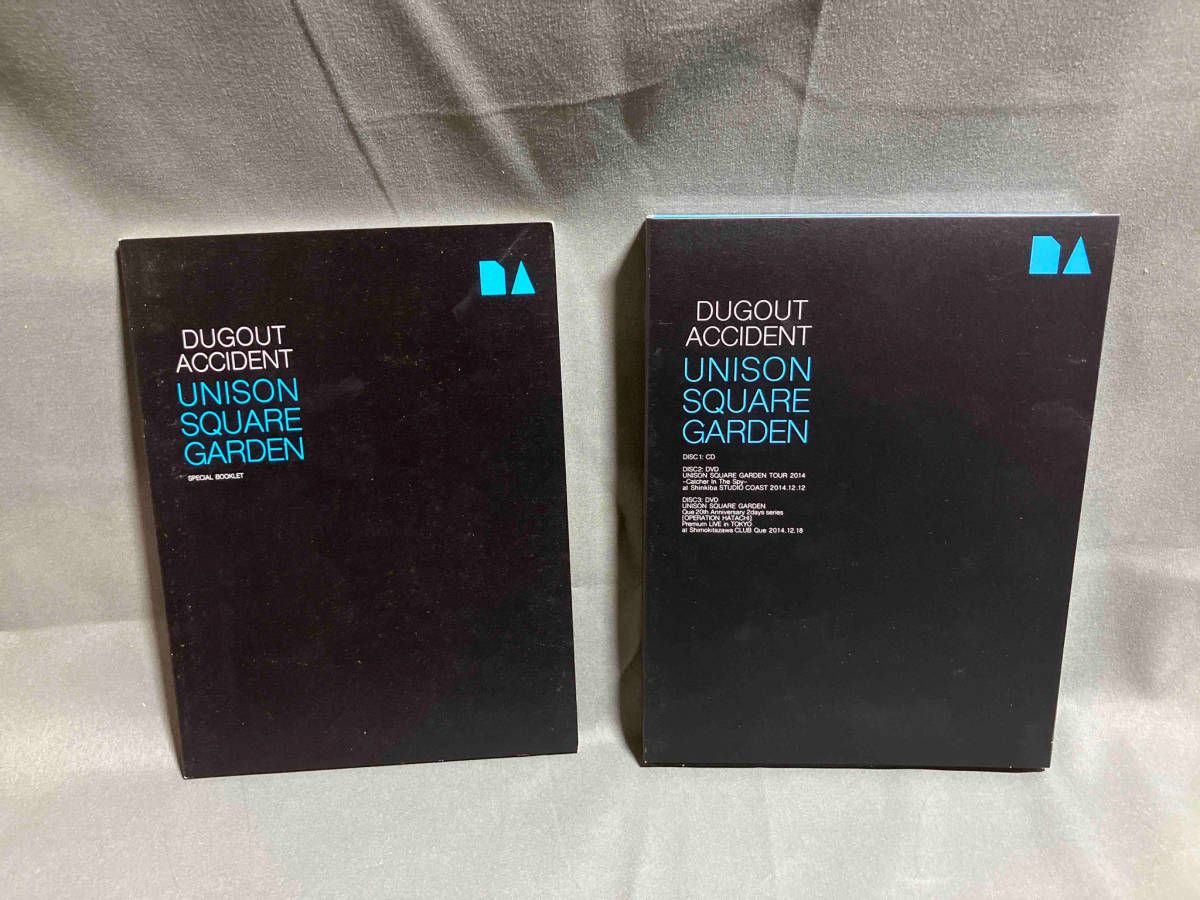 DUGOUT
ACCIDENT
UNISON
SQUARE
GARDEN
SPECIAL BOOKLET
DA
DUGOUT
ACCIDENT
UNISON
SQUARE
GARDEN
DISC1: CD
DISC2: DVD
UNISON SQUARE GARDEN TOUR 2014
~Catcher In The Spy~
at Shinkiba STUDIO COAST 2014.12.12
DISC3: DVD
UNISON SQUARE GARDEN
Que 20th Anniversary 2days series
[OPERATION HATACHI]
Premium LIVE in TOKYO
at Shimokitazawa CLUB Que 2014.12.18
DA